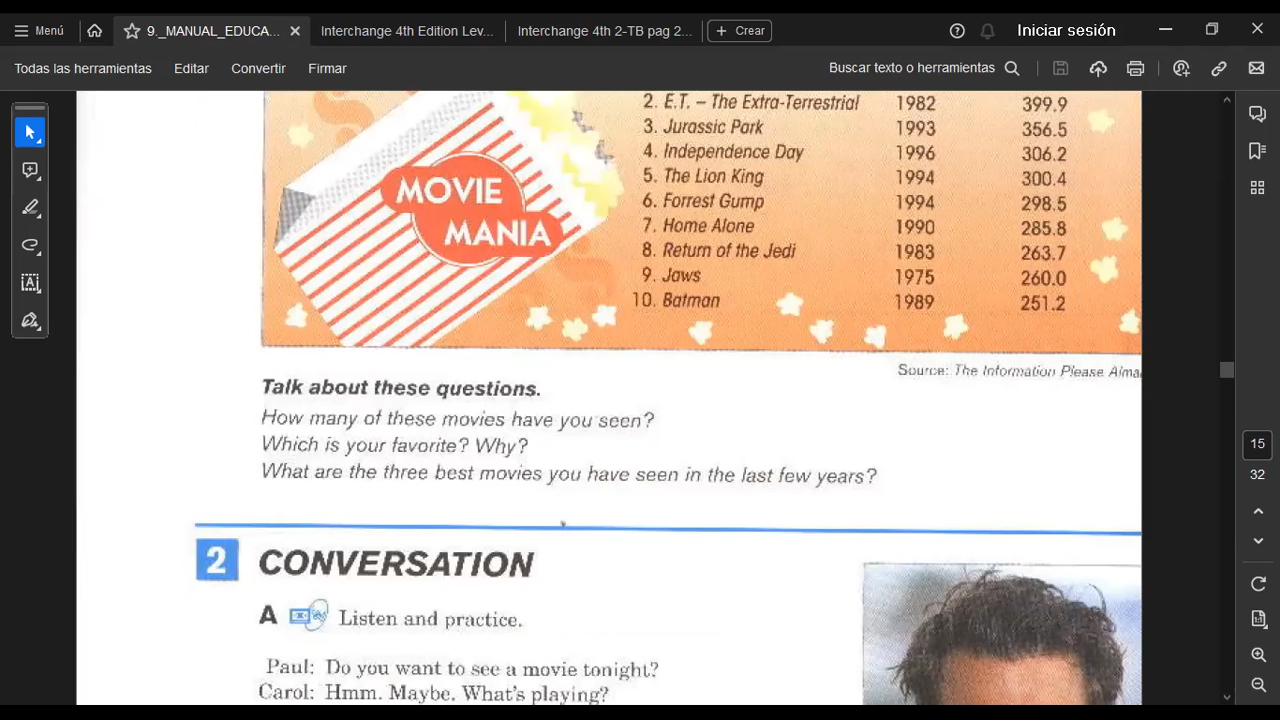 Menú
9._MANUAL_EDUCA...
Interchange 4th Edition Lev...
Interchange 4th 2-TB pag 2...
Crear
Iniciar sesión
Todas las herramientas
Editar
Convertir
Firmar
Buscar texto o herramientas
2. E.T. – The Extra-Terrestrial 1982 399.9
3. Jurassic Park 1993 356.5
4. Independence Day 1996 306.2
5. The Lion King 1994 300.4
6. Forrest Gump 1994 298.5
7. Home Alone 1990 285.8
8. Return of the Jedi 1983 263.7
9. Jaws 1975 260.0
10. Batman 1989 251.2
MOVIE
MANIA
Source: The Information Please Alma
Talk about these questions.
How many of these movies have you seen?
Which is your favorite? Why?
What are the three best movies you have seen in the last few years?
2 CONVERSATION
A Listen and practice.
Paul: Do you want to see a movie tonight?
Carol: Hmm. Maybe. What's playing?
15
32